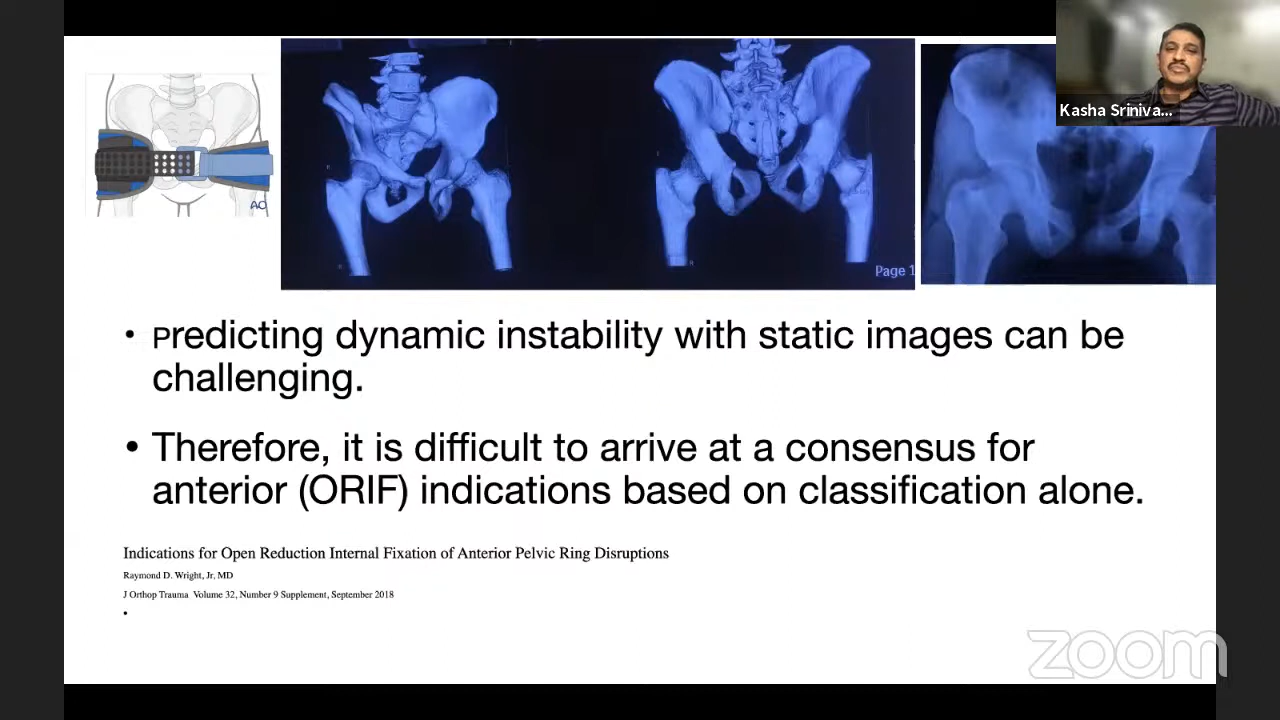 Kasha Sriniva...
AO
Page 1
• Predicting dynamic instability with static images can be
challenging.
• Therefore, it is difficult to arrive at a consensus for
anterior (ORIF) indications based on classification alone.
Indications for Open Reduction Internal Fixation of Anterior Pelvic Ring Disruptions
Raymond D. Wright, Jr, MD
J Orthop Trauma Volume 32, Number 9 Supplement, September 2018
•
zoom